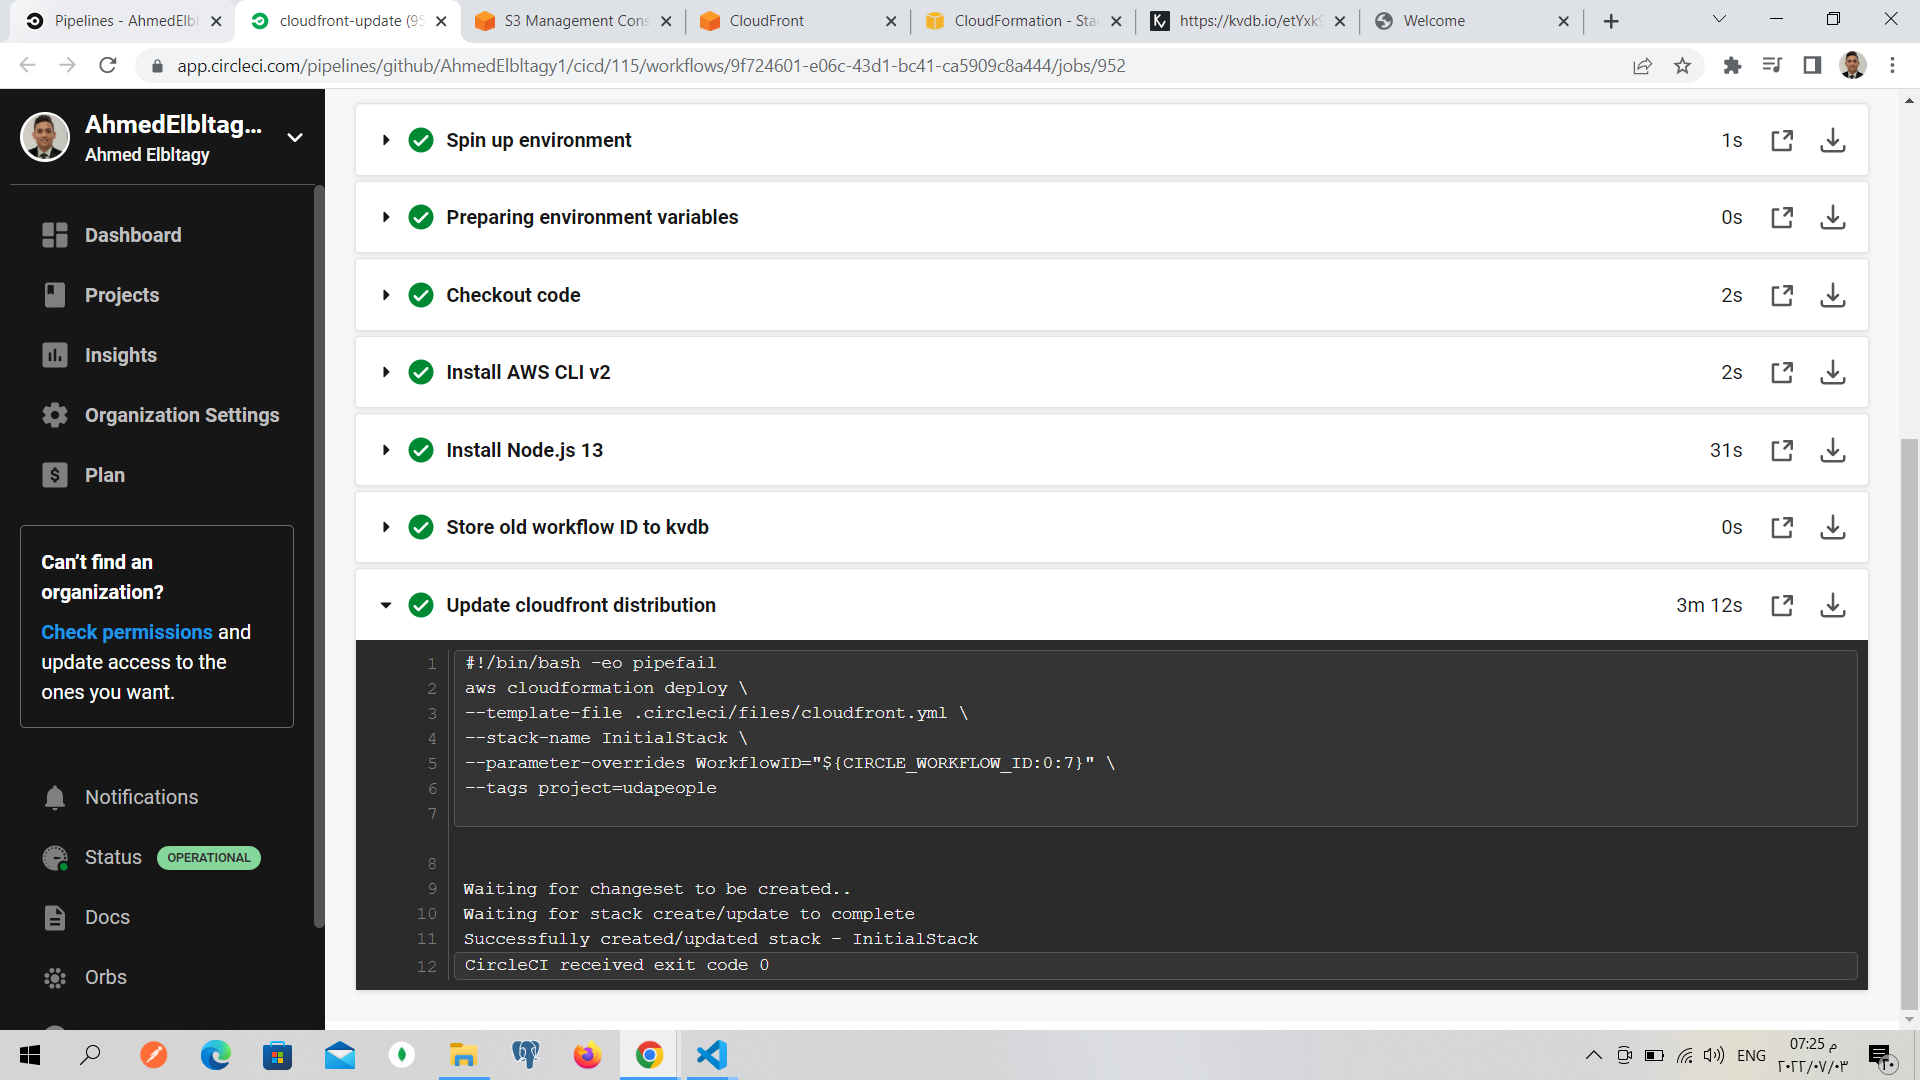 Pipelines - AhmedElbl
cloudfront-update (95
S3 Management Cons
CloudFront
CloudFormation - Sta
https://kvdb.io/etYxk9
Welcome
app.circleci.com/pipelines/github/AhmedElbltagy1/cicd/115/workflows/9f724601-e06c-43d1-bc41-ca5909c8a444/jobs/952
AhmedElbltag...
Ahmed Elbltagy
Dashboard
Projects
Insights
Organization Settings
Plan
Can't find an
organization?
Check permissions and
update access to the
ones you want.
Notifications
Status OPERATIONAL
Docs
Orbs
Spin up environment 1s
Preparing environment variables 0s
Checkout code 2s
Install AWS CLI v2 2s
Install Node.js 13 31s
Store old workflow ID to kvdb 0s
Update cloudfront distribution 3m 12s
1 #!/bin/bash -eo pipefail
2 aws cloudformation deploy \
3 --template-file .circleci/files/cloudfront.yml \
4 --stack-name InitialStack \
5 --parameter-overrides WorkflowID="${CIRCLE_WORKFLOW_ID:0:7}" \
6 --tags project=udapeople
7
8
9 Waiting for changeset to be created..
10 Waiting for stack create/update to complete
11 Successfully created/updated stack - InitialStack
12 CircleCI received exit code 0
ENG
07:25 م
٢٠٢٢/٠٧/٠٣
٢٠